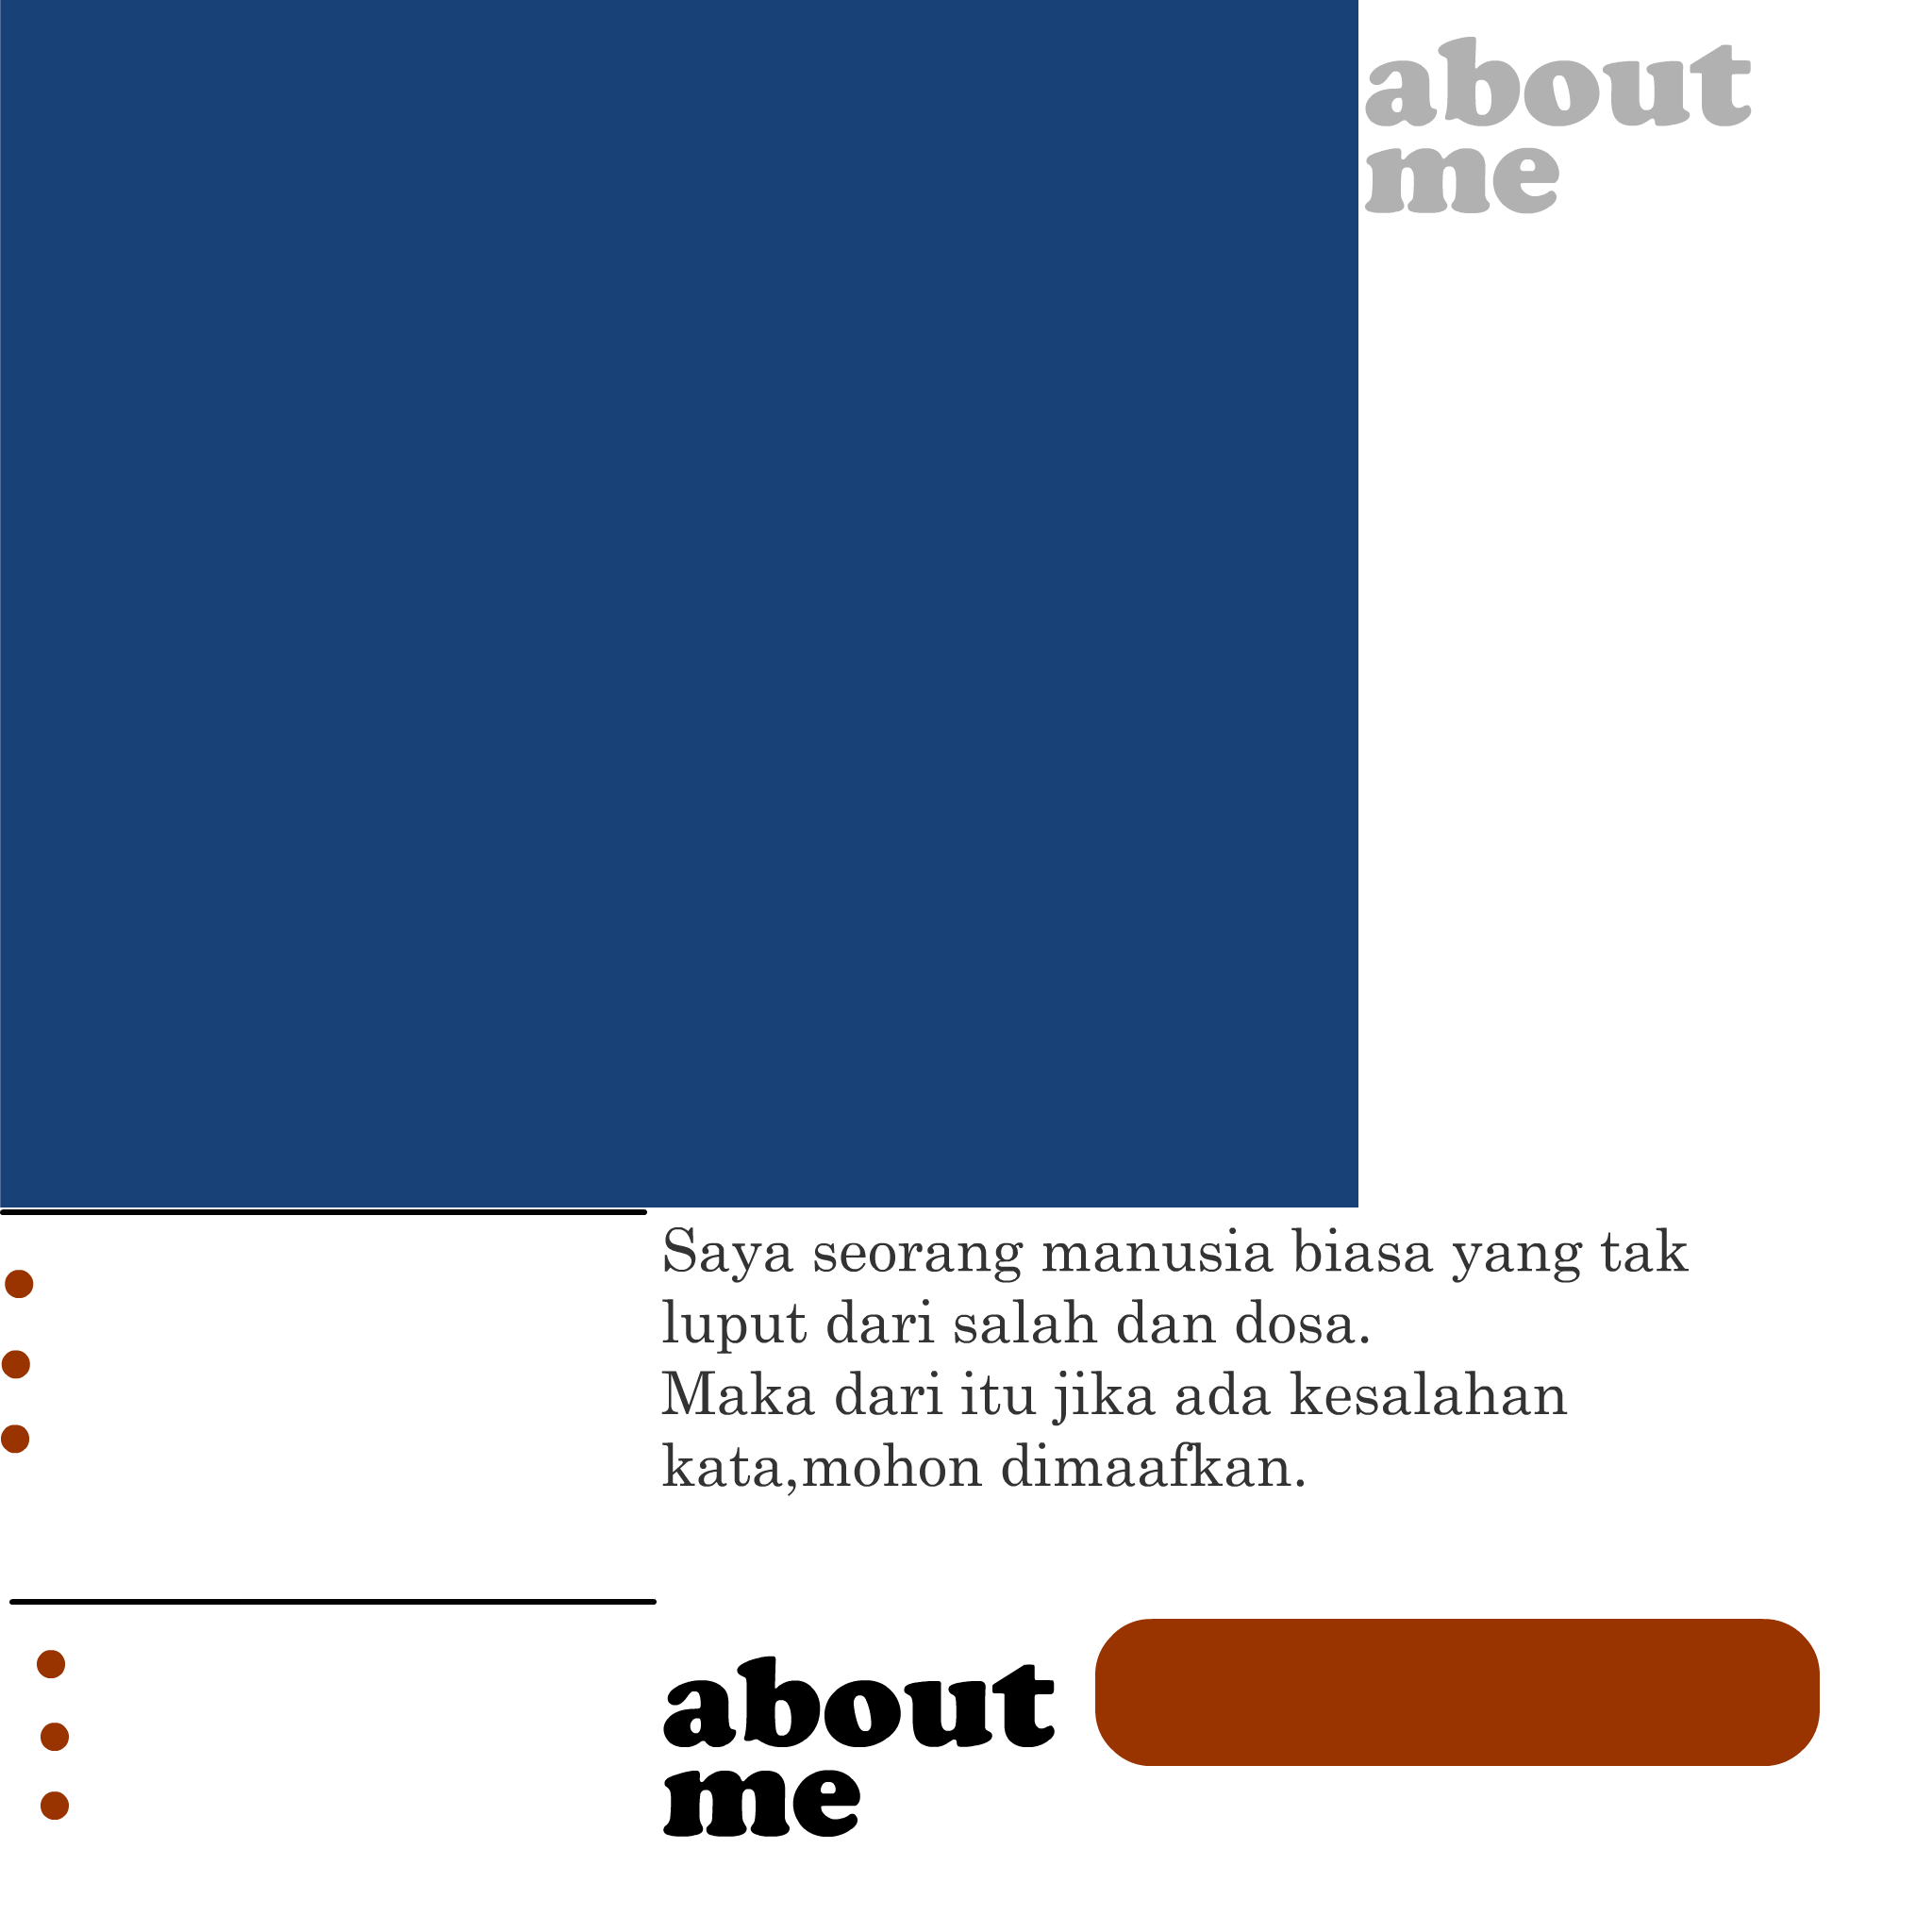 about
me
Saya seorang manusia biasa yang tak
luput dari salah dan dosa.
Maka dari itu jika ada kesalahan
kata,mohon dimaafkan.
about
me